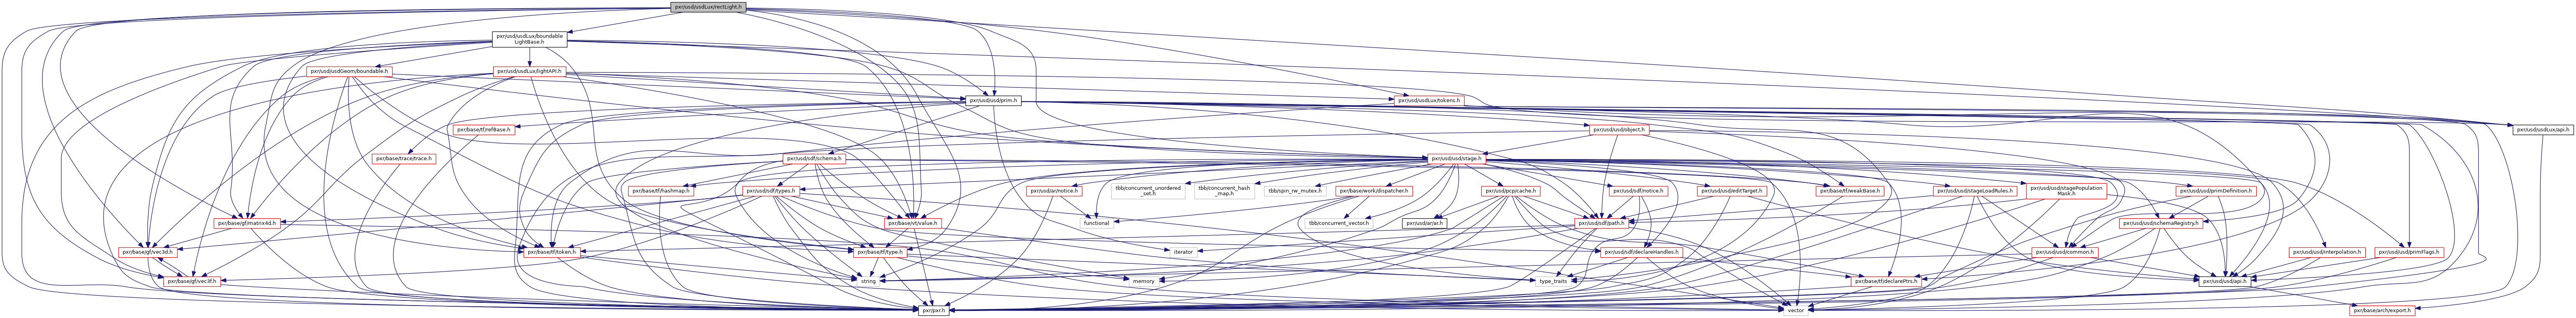 pxr/usd/usdLux/rectLight.h
pxr/usd/usdLux/boundable
LightBase.h
pxr/usd/usdGeom/boundable.h
pxr/usd/usdLux/lightAPI.h
pxr/usd/usd/prim.h
pxr/usd/usdLux/tokens.h
pxr/base/tf/refBase.h
pxr/usd/usd/object.h
pxr/usd/usdLux/api.h
pxr/base/trace/trace.h
pxr/usd/sdf/schema.h
pxr/usd/usd/stage.h
pxr/base/tf/hashmap.h
pxr/usd/sdf/types.h
pxr/usd/ar/notice.h
tbb/concurrent_unordered
_set.h
tbb/concurrent_hash
_map.h
tbb/spin_rw_mutex.h
pxr/base/work/dispatcher.h
pxr/usd/pcp/cache.h
pxr/usd/sdf/notice.h
pxr/usd/usd/editTarget.h
pxr/base/tf/weakBase.h
pxr/usd/usd/stageLoadRules.h
pxr/usd/usd/stagePopulation
Mask.h
pxr/usd/usd/primDefinition.h
pxr/base/gf/matrix4d.h
pxr/base/vt/value.h
functional
tbb/concurrent_vector.h
pxr/usd/ar/ar.h
pxr/usd/sdf/path.h
pxr/usd/usd/schemaRegistry.h
pxr/base/gf/vec3d.h
pxr/base/tf/token.h
pxr/base/tf/type.h
iterator
pxr/usd/sdf/declareHandles.h
pxr/usd/usd/common.h
pxr/usd/usd/interpolation.h
pxr/usd/usd/primFlags.h
pxr/base/gf/vec3f.h
string
memory
type_traits
pxr/base/tf/declarePtrs.h
pxr/usd/usd/api.h
pxr/pxr.h
vector
pxr/base/arch/export.h